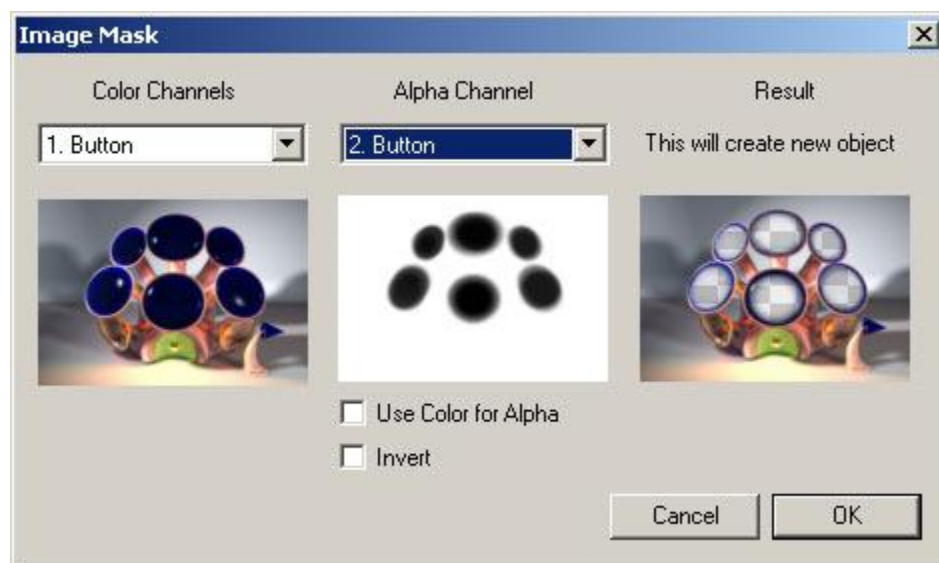 Image Mask
Color Channels
Alpha Channel
Result
1. Button
2. Button
This will create new object
Use Color for Alpha
Invert
Cancel
OK